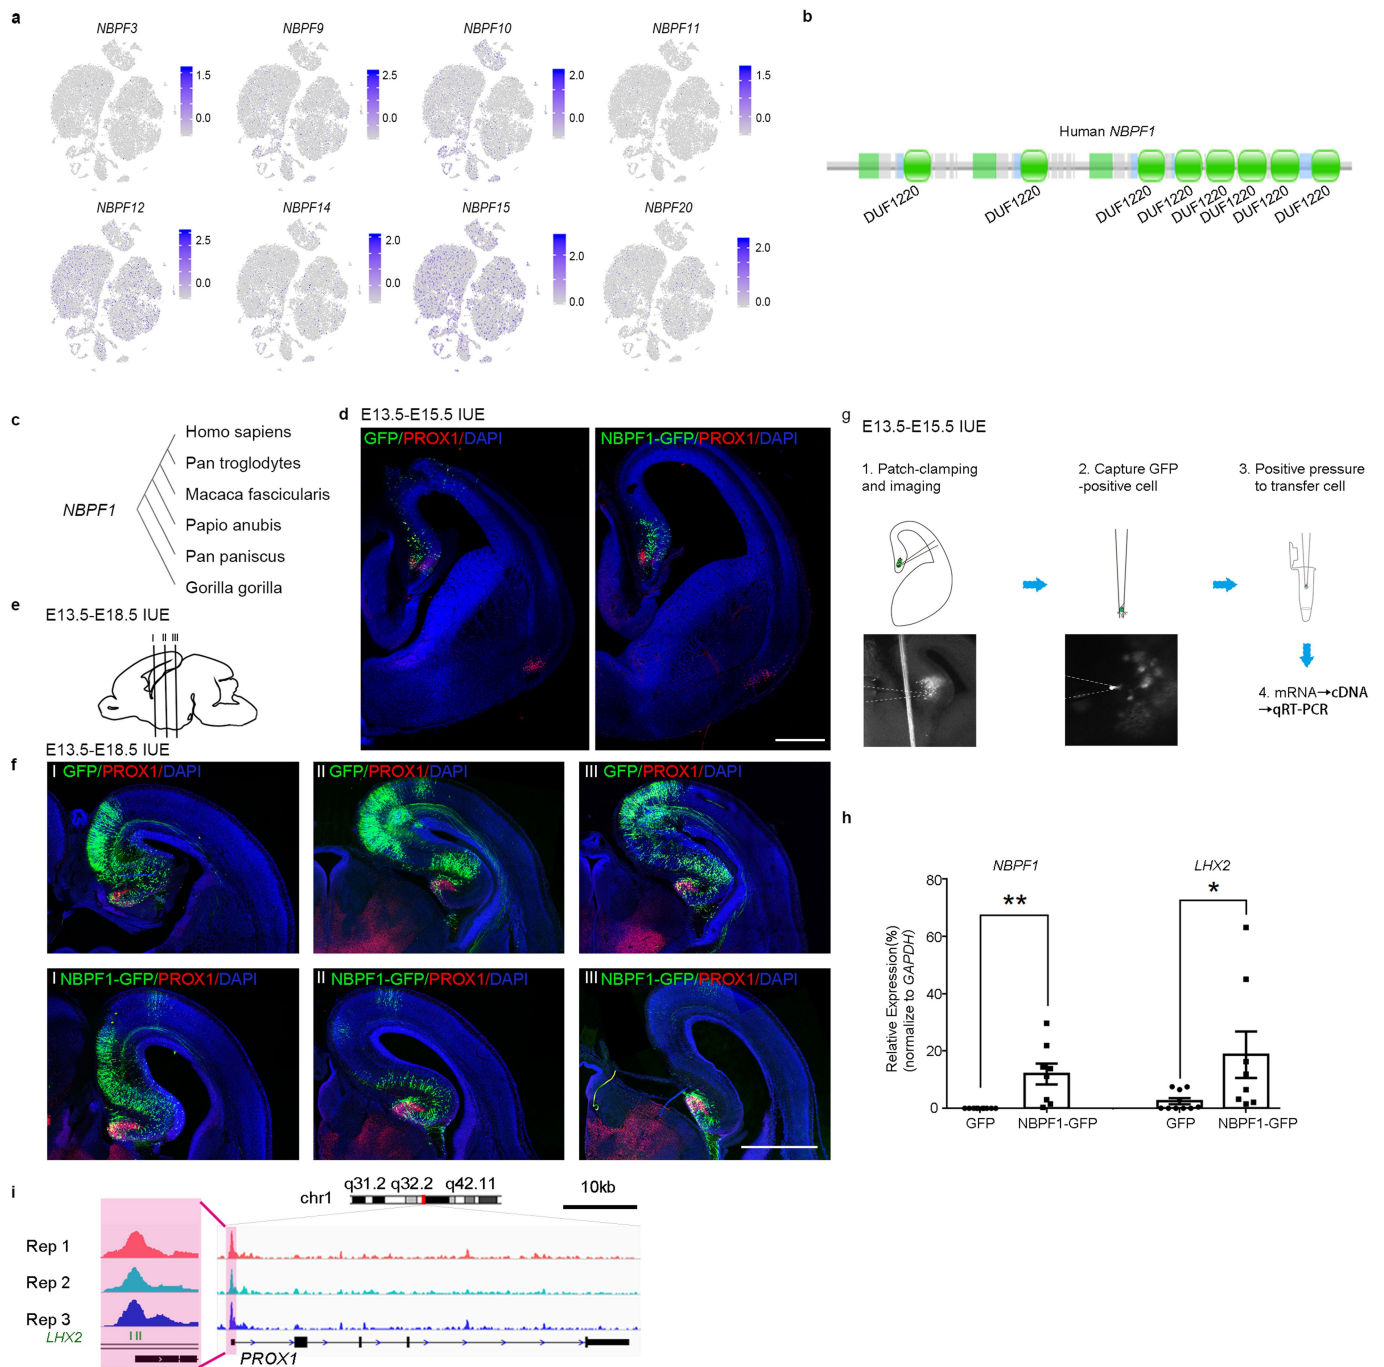 a
NBPF3
NBPF9
NBPF10
NBPF11
1.5
0.0
2.5
0.0
2.0
0.0
1.5
0.0
NBPF12
NBPF14
NBPF15
NBPF20
2.5
0.0
2.0
0.0
3.0
0.0
2.0
0.0
b
Human NBPF1
DUF1220
DUF1220
DUF1220
DUF1220
DUF1220
DUF1220
DUF1220
DUF1220
c
NBPF1
Homo sapiens
Pan troglodytes
Macaca fascicularis
Papio anubis
Pan paniscus
Gorilla gorilla
d
E13.5-E15.5 IUE
GFP/PROX1/DAPI
NBPF1-GFP/PROX1/DAPI
e
E13.5-E18.5 IUE
I II III
E13.5-E18.5 IUE
f
I GFP/PROX1/DAPI
II GFP/PROX1/DAPI
III GFP/PROX1/DAPI
I NBPF1-GFP/PROX1/DAPI
II NBPF1-GFP/PROX1/DAPI
III NBPF1-GFP/PROX1/DAPI
g
E13.5-E15.5 IUE
1. Patch-clamping
and imaging
2. Capture GFP
-positive cell
3. Positive pressure
to transfer cell
4. mRNA→cDNA
→qRT-PCR
h
NBPF1
LHX2
Relative Expression(%)
(normalize to GAPDH)
80
60
40
20
0
**
*
GFP
NBPF1-GFP
GFP
NBPF1-GFP
i
chr1
q31.2 q32.2 q42.11
10kb
Rep 1
Rep 2
Rep 3
LHX2
PROX1